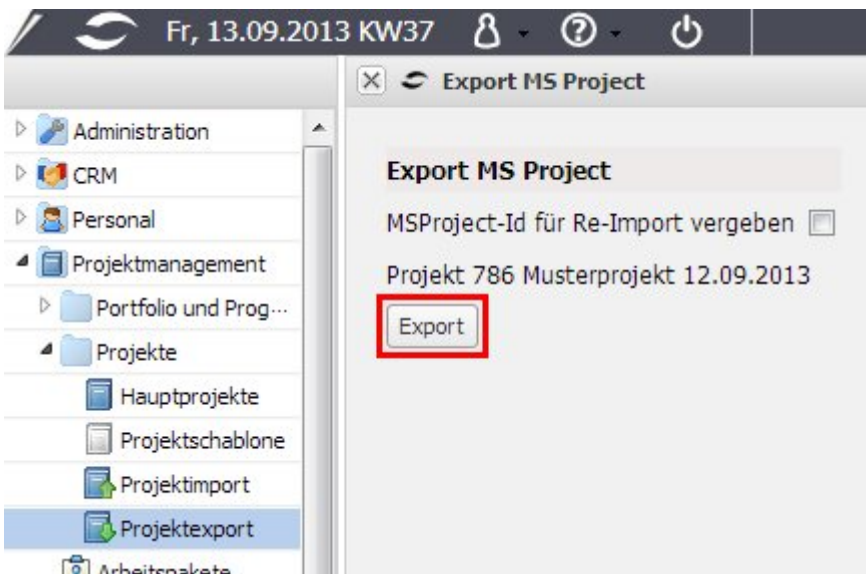 Fr, 13.09.2013 KW37
Export MS Project
Administration
CRM
Personal
Projektmanagement
Portfolio und Prog...
Projekte
Hauptprojekte
Projektschablone
Projektimport
Projektexport
Arbeitspakete
Export MS Project
MSProject-Id für Re-Import vergeben
Projekt 786 Musterprojekt 12.09.2013
Export